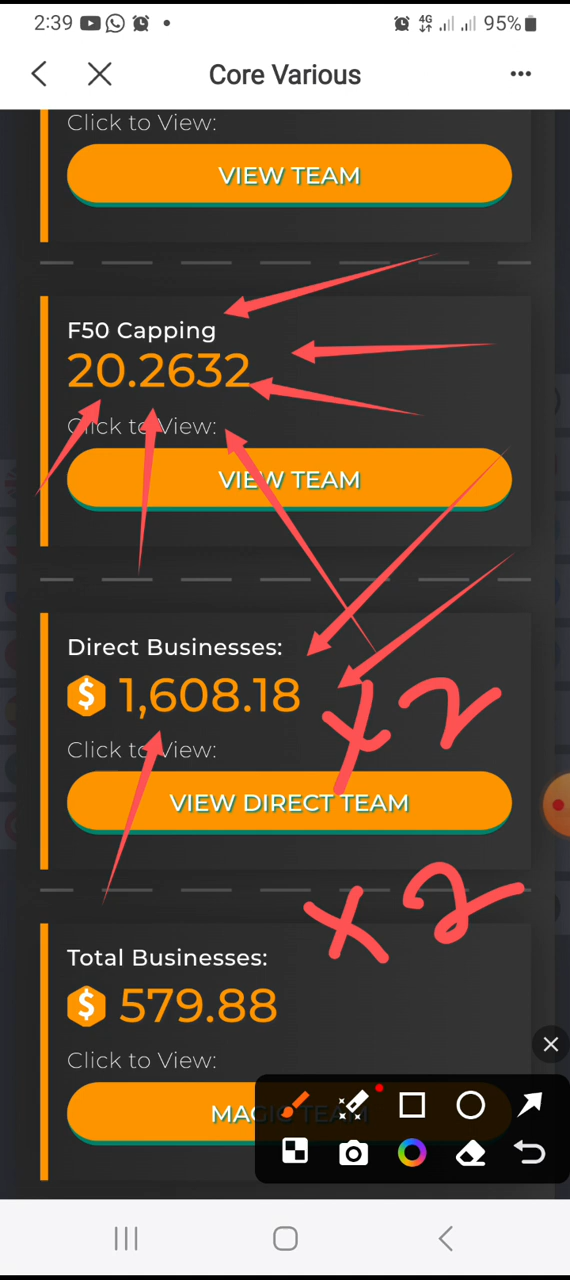 2:39 4G 95%
Core Various
Click to View:
VIEW TEAM
F50 Capping
20.2632
Click to View:
VIEW TEAM
Direct Businesses:
$ 1,608.18
x2
Click to View:
VIEW DIRECT TEAM
x2
Total Businesses:
$ 579.88
Click to View:
MAGIC TEAM